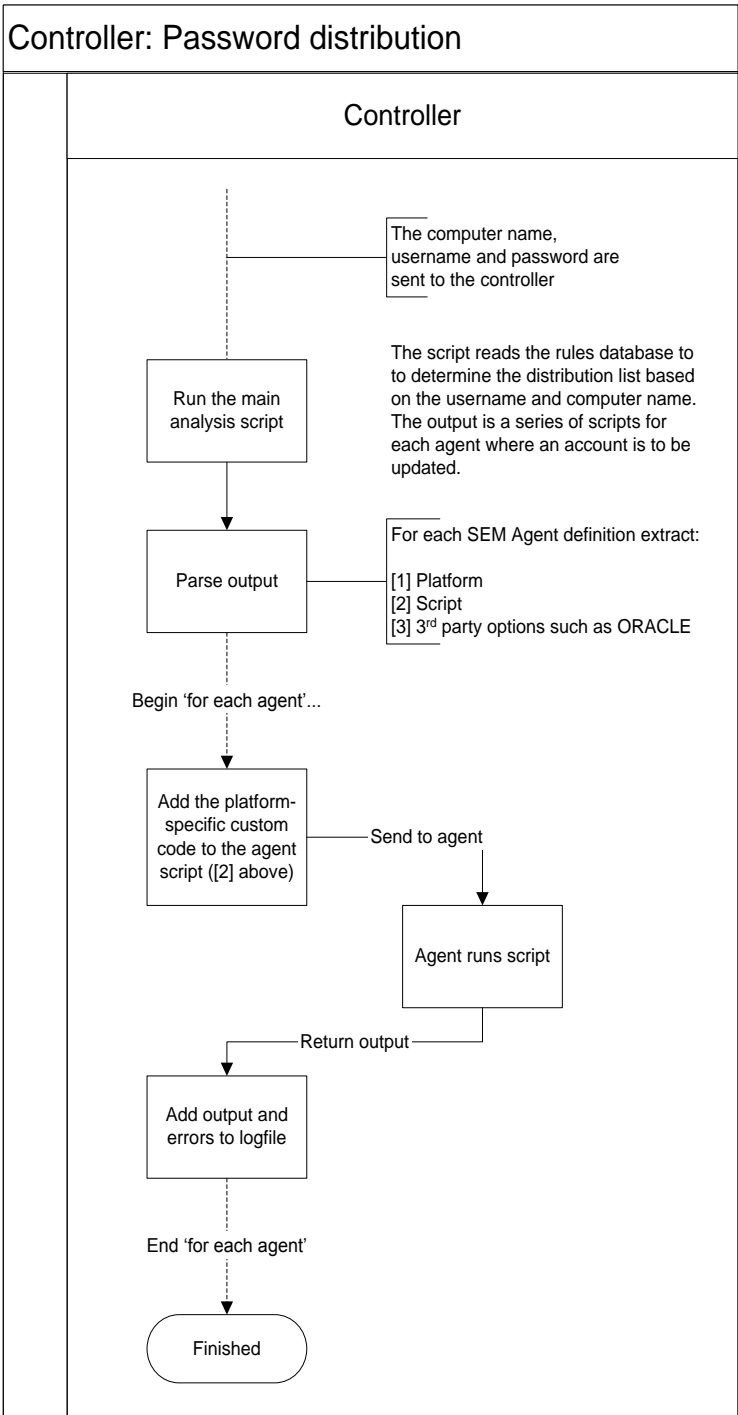 Controller: Password distribution
Controller
The computer name,
username and password are
sent to the controller
Run the main
analysis script
The script reads the rules database to
to determine the distribution list based
on the username and computer name.
The output is a series of scripts for
each agent where an account is to be
updated.
Parse output
For each SEM Agent definition extract:
[1] Platform
[2] Script
[3] 3rd party options such as ORACLE
Begin ‘for each agent’...
Add the platform-
specific custom
code to the agent
script ([2] above)
Send to agent
Agent runs script
Return output
Add output and
errors to logfile
End ‘for each agent’
Finished